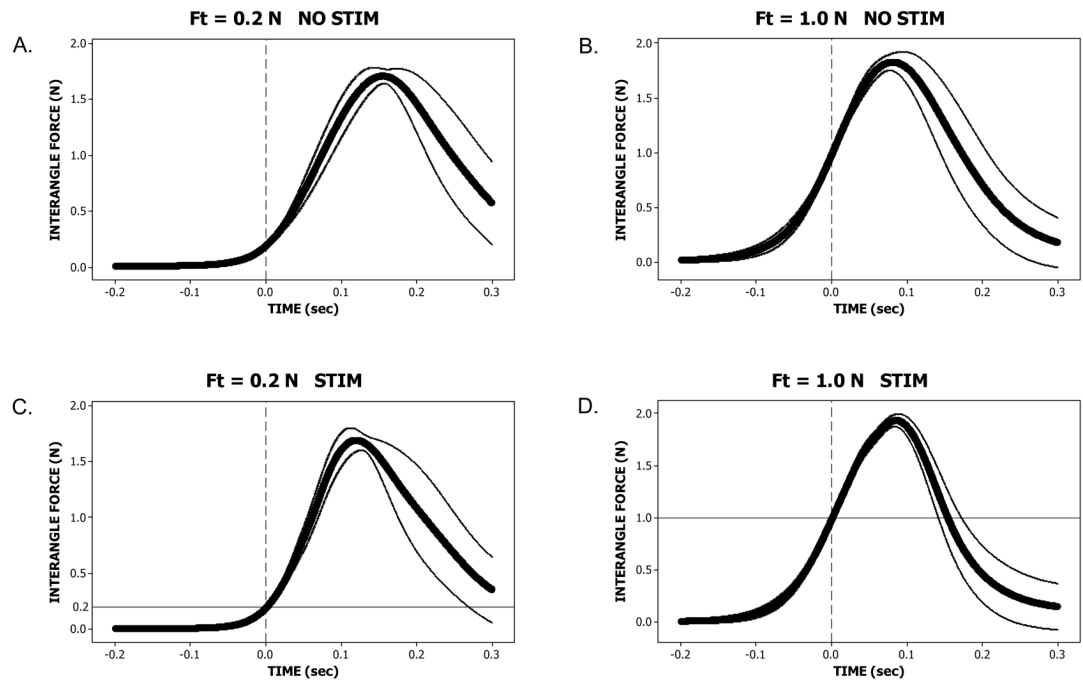 Ft = 0.2 N NO STIM
A.
INTERANGLE FORCE (N)
2.0
1.5
1.0
0.5
0.0
-0.2 -0.1 0.0 0.1 0.2 0.3
TIME (sec)
Ft = 1.0 N NO STIM
B.
INTERANGLE FORCE (N)
2.0
1.5
1.0
0.5
0.0
-0.2 -0.1 0.0 0.1 0.2 0.3
TIME (sec)
Ft = 0.2 N STIM
C.
INTERANGLE FORCE (N)
2.0
1.5
1.0
0.5
0.2
0.0
-0.2 -0.1 0.0 0.1 0.2 0.3
TIME (sec)
Ft = 1.0 N STIM
D.
INTERANGLE FORCE (N)
2.0
1.5
1.0
0.5
0.0
-0.2 -0.1 0.0 0.1 0.2 0.3
TIME (sec)